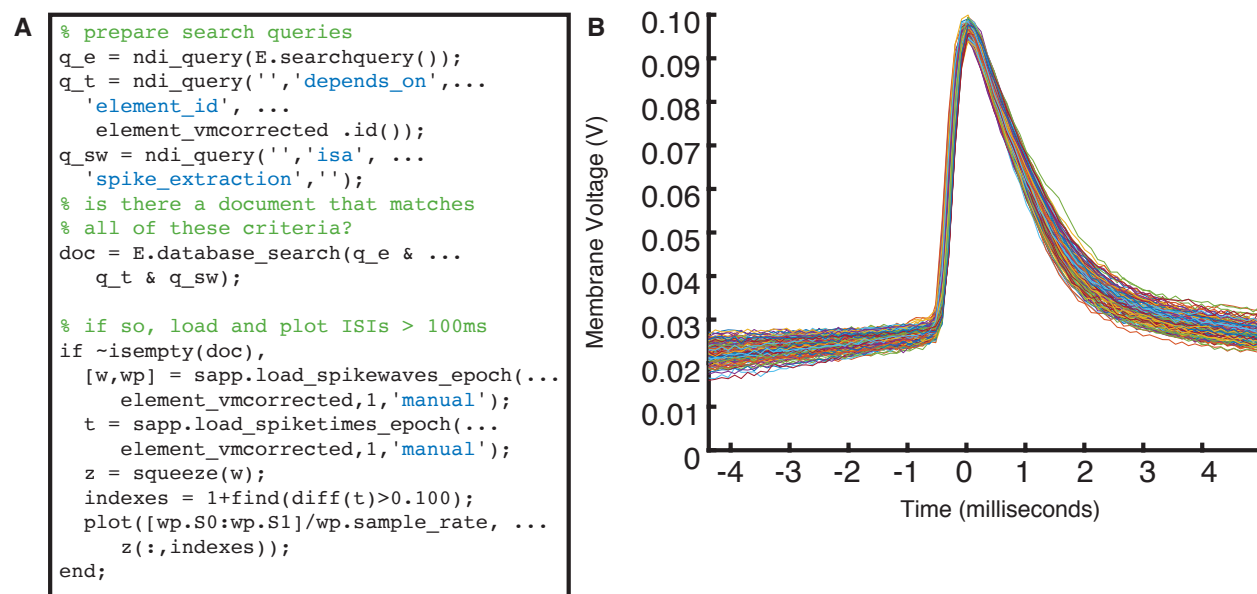 A
% prepare search queries
q_e = ndi_query(E.searchquery());
q_t = ndi_query('','depends_on',...
'element_id', ...
element_vmcorrected .id());
q_sw = ndi_query('','isa', ...
'spike_extraction','');
% is there a document that matches
% all of these criteria?
doc = E.database_search(q_e & ...
q_t & q_sw);
% if so, load and plot ISIs > 100ms
if ~isempty(doc),
[w,wp] = sapp.load_spikewaves_epoch(...
element_vmcorrected,1,'manual');
t = sapp.load_spiketimes_epoch(...
element_vmcorrected,1,'manual');
z = squeeze(w);
indexes = 1+find(diff(t)>0.100);
plot([wp.S0:wp.S1]/wp.sample_rate, ...
z(:,indexes));
end;
B
Membrane Voltage (V)
0.10
0.09
0.08
0.07
0.06
0.05
0.04
0.03
0.02
0.01
0
-4 -3 -2 -1 0 1 2 3 4
Time (milliseconds)